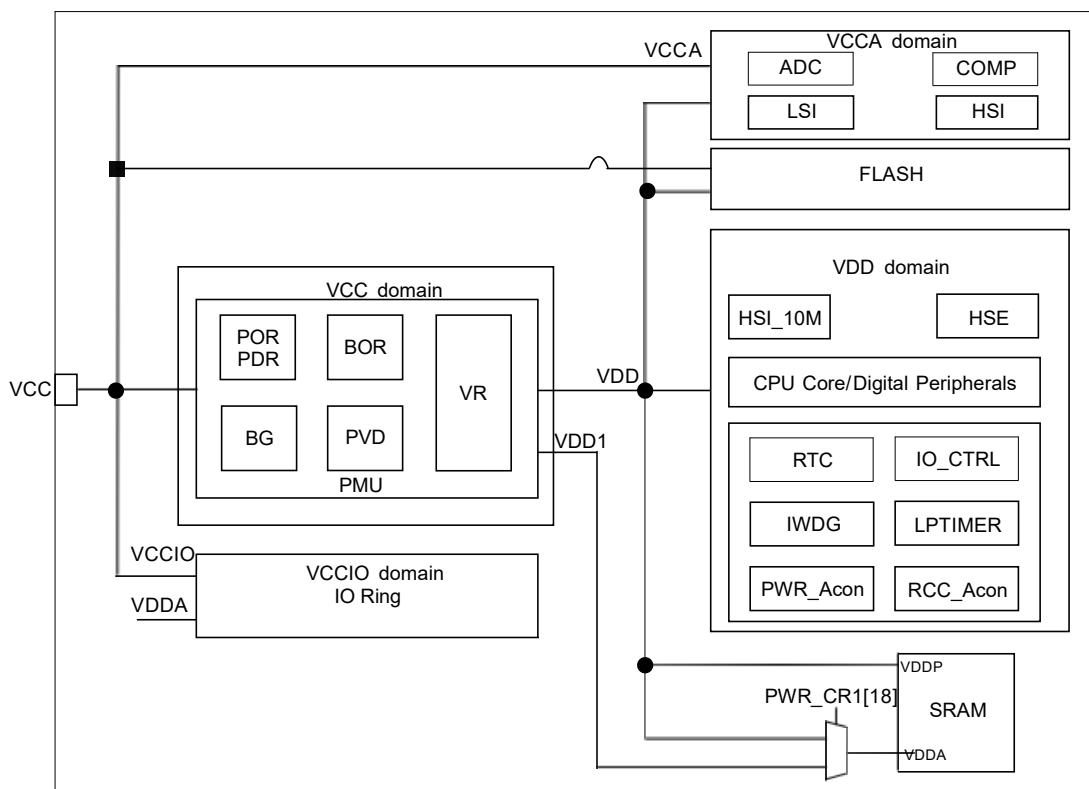 VCCA
VCCA domain
ADC
COMP
LSI
HSI
FLASH
VDD domain
HSI_10M
HSE
CPU Core/Digital Peripherals
RTC
IO_CTRL
IWDG
LPTIMER
PWR_Acon
RCC_Acon
VCC
VCC domain
POR
PDR
BOR
VR
BG
PVD
PMU
VDD
VDD1
VCCIO
VDDA
VCCIO domain
IO Ring
PWR_CR1[18]
VDDP
SRAM
VDDA